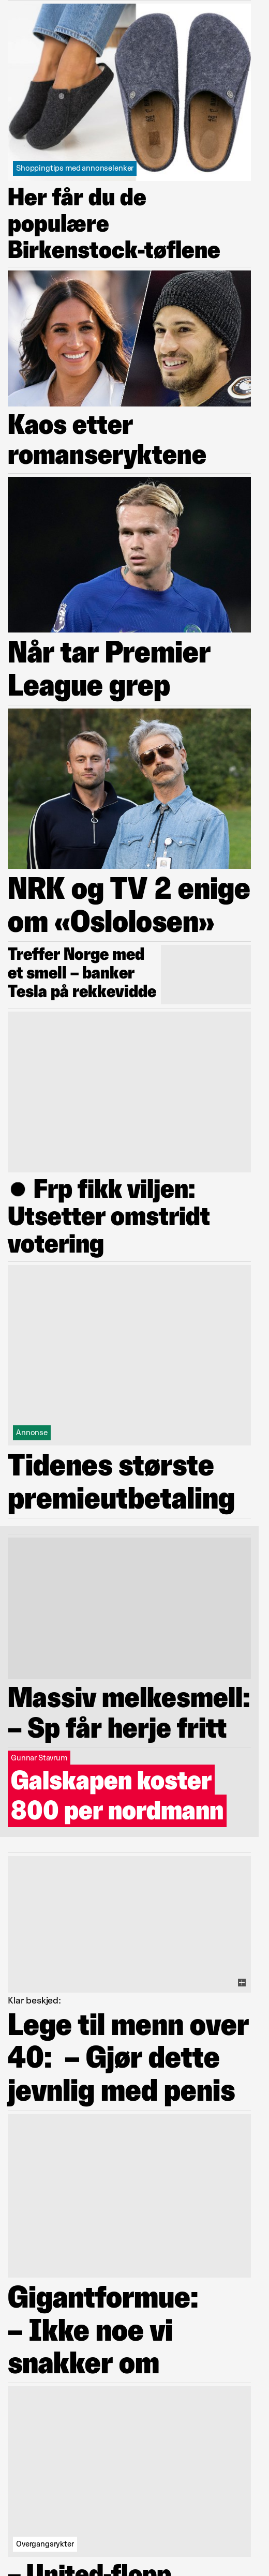 Shoppingtips med annonselenker
Her får du de
populære
Birkenstock-tøflene
Kaos etter
romanseryktene
Når tar Premier
League grep
NRK og TV 2 enige
om «Oslolosen»
Treffer Norge med
et smell – banker
Tesla på rekkevidde
● Frp fikk viljen:
Utsetter omstridt
votering
Annonse
Tidenes største
premieutbetaling
Massiv melkesmell:
– Sp får herje fritt
Gunnar Stavrum
Galskapen koster
800 per nordmann
Klar beskjed:
Lege til menn over
40: – Gjør dette
jevnlig med penis
Gigantformue:
– Ikke noe vi
snakker om
Overgangsrykter
– United-flopp